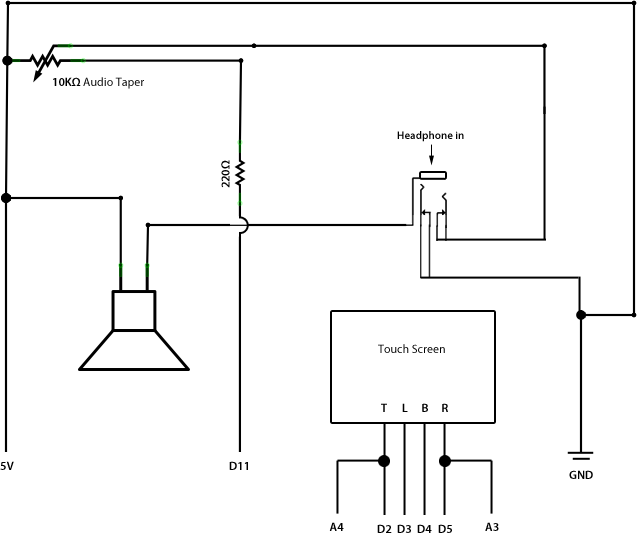 10KΩ Audio Taper
Headphone in
220Ω
Touch Screen
T L B R
5V
D11
GND
A4 D2 D3 D4 D5 A3